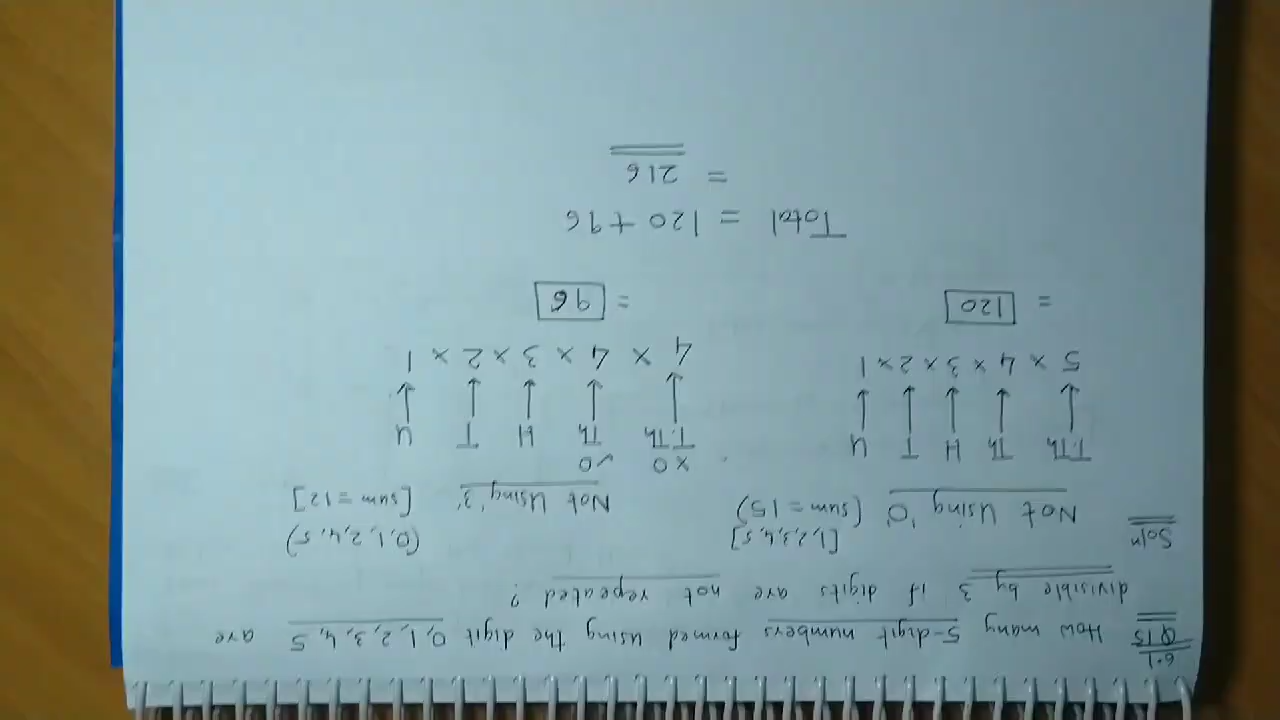 6.1
Q15 How many 5-digit numbers formed using the digit 0, 1, 2, 3, 4, 5 are
divisible by 3 if digits are not repeated ?
Solⁿ [1, 2, 3, 4, 5] (0, 1, 2, 4, 5)
Not Using '0' (sum = 15) Not Using '3' [sum = 12]
×0 ✓0
T.Th Th H T U T.Th Th H T U
5 × 4 × 3 × 2 × 1 4 × 4 × 3 × 2 × 1
= 120 = 96
Total = 120 + 96
= 216